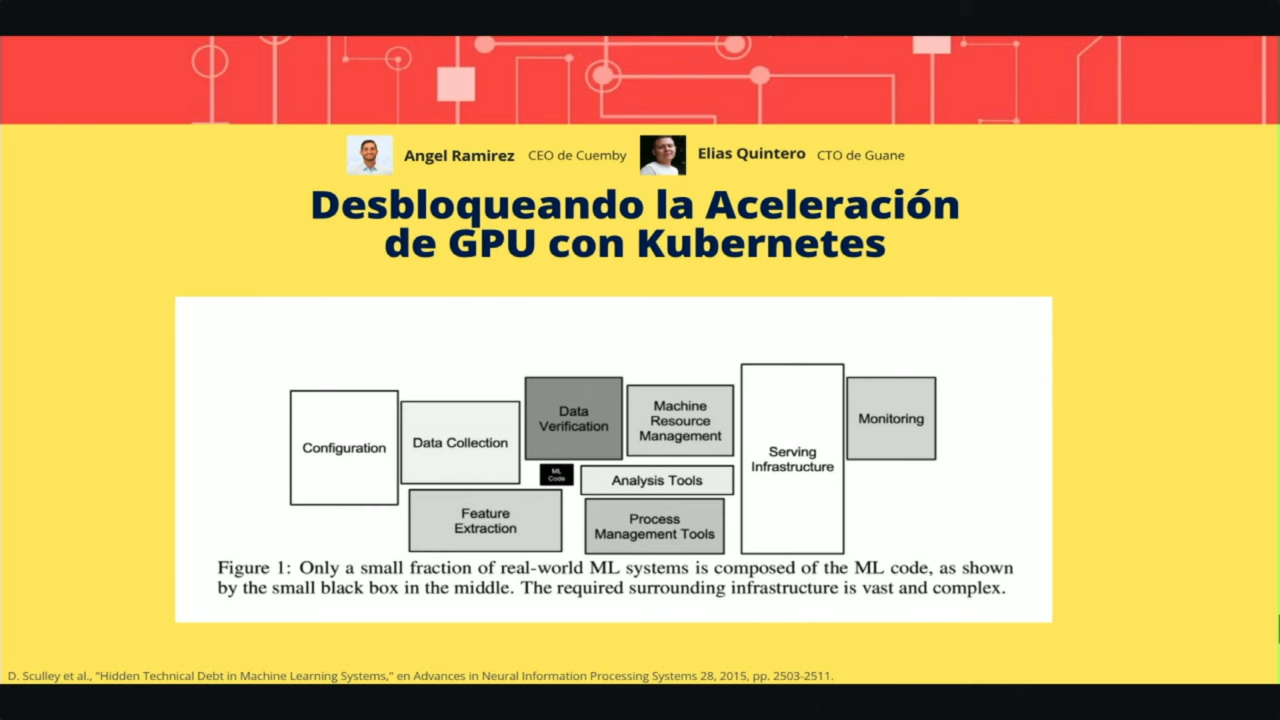 Angel Ramirez CEO de Cuemby Elias Quintero CTO de Guane
Desbloqueando la Aceleración
de GPU con Kubernetes
Configuration
Data Collection
Data
Verification
Machine
Resource
Management
Serving
Infrastructure
Monitoring
ML
Code
Analysis Tools
Feature
Extraction
Process
Management Tools
Figure 1: Only a small fraction of real-world ML systems is composed of the ML code, as shown
by the small black box in the middle. The required surrounding infrastructure is vast and complex.
D. Sculley et al., "Hidden Technical Debt in Machine Learning Systems," en Advances in Neural Information Processing Systems 28, 2015, pp. 2503-2511.